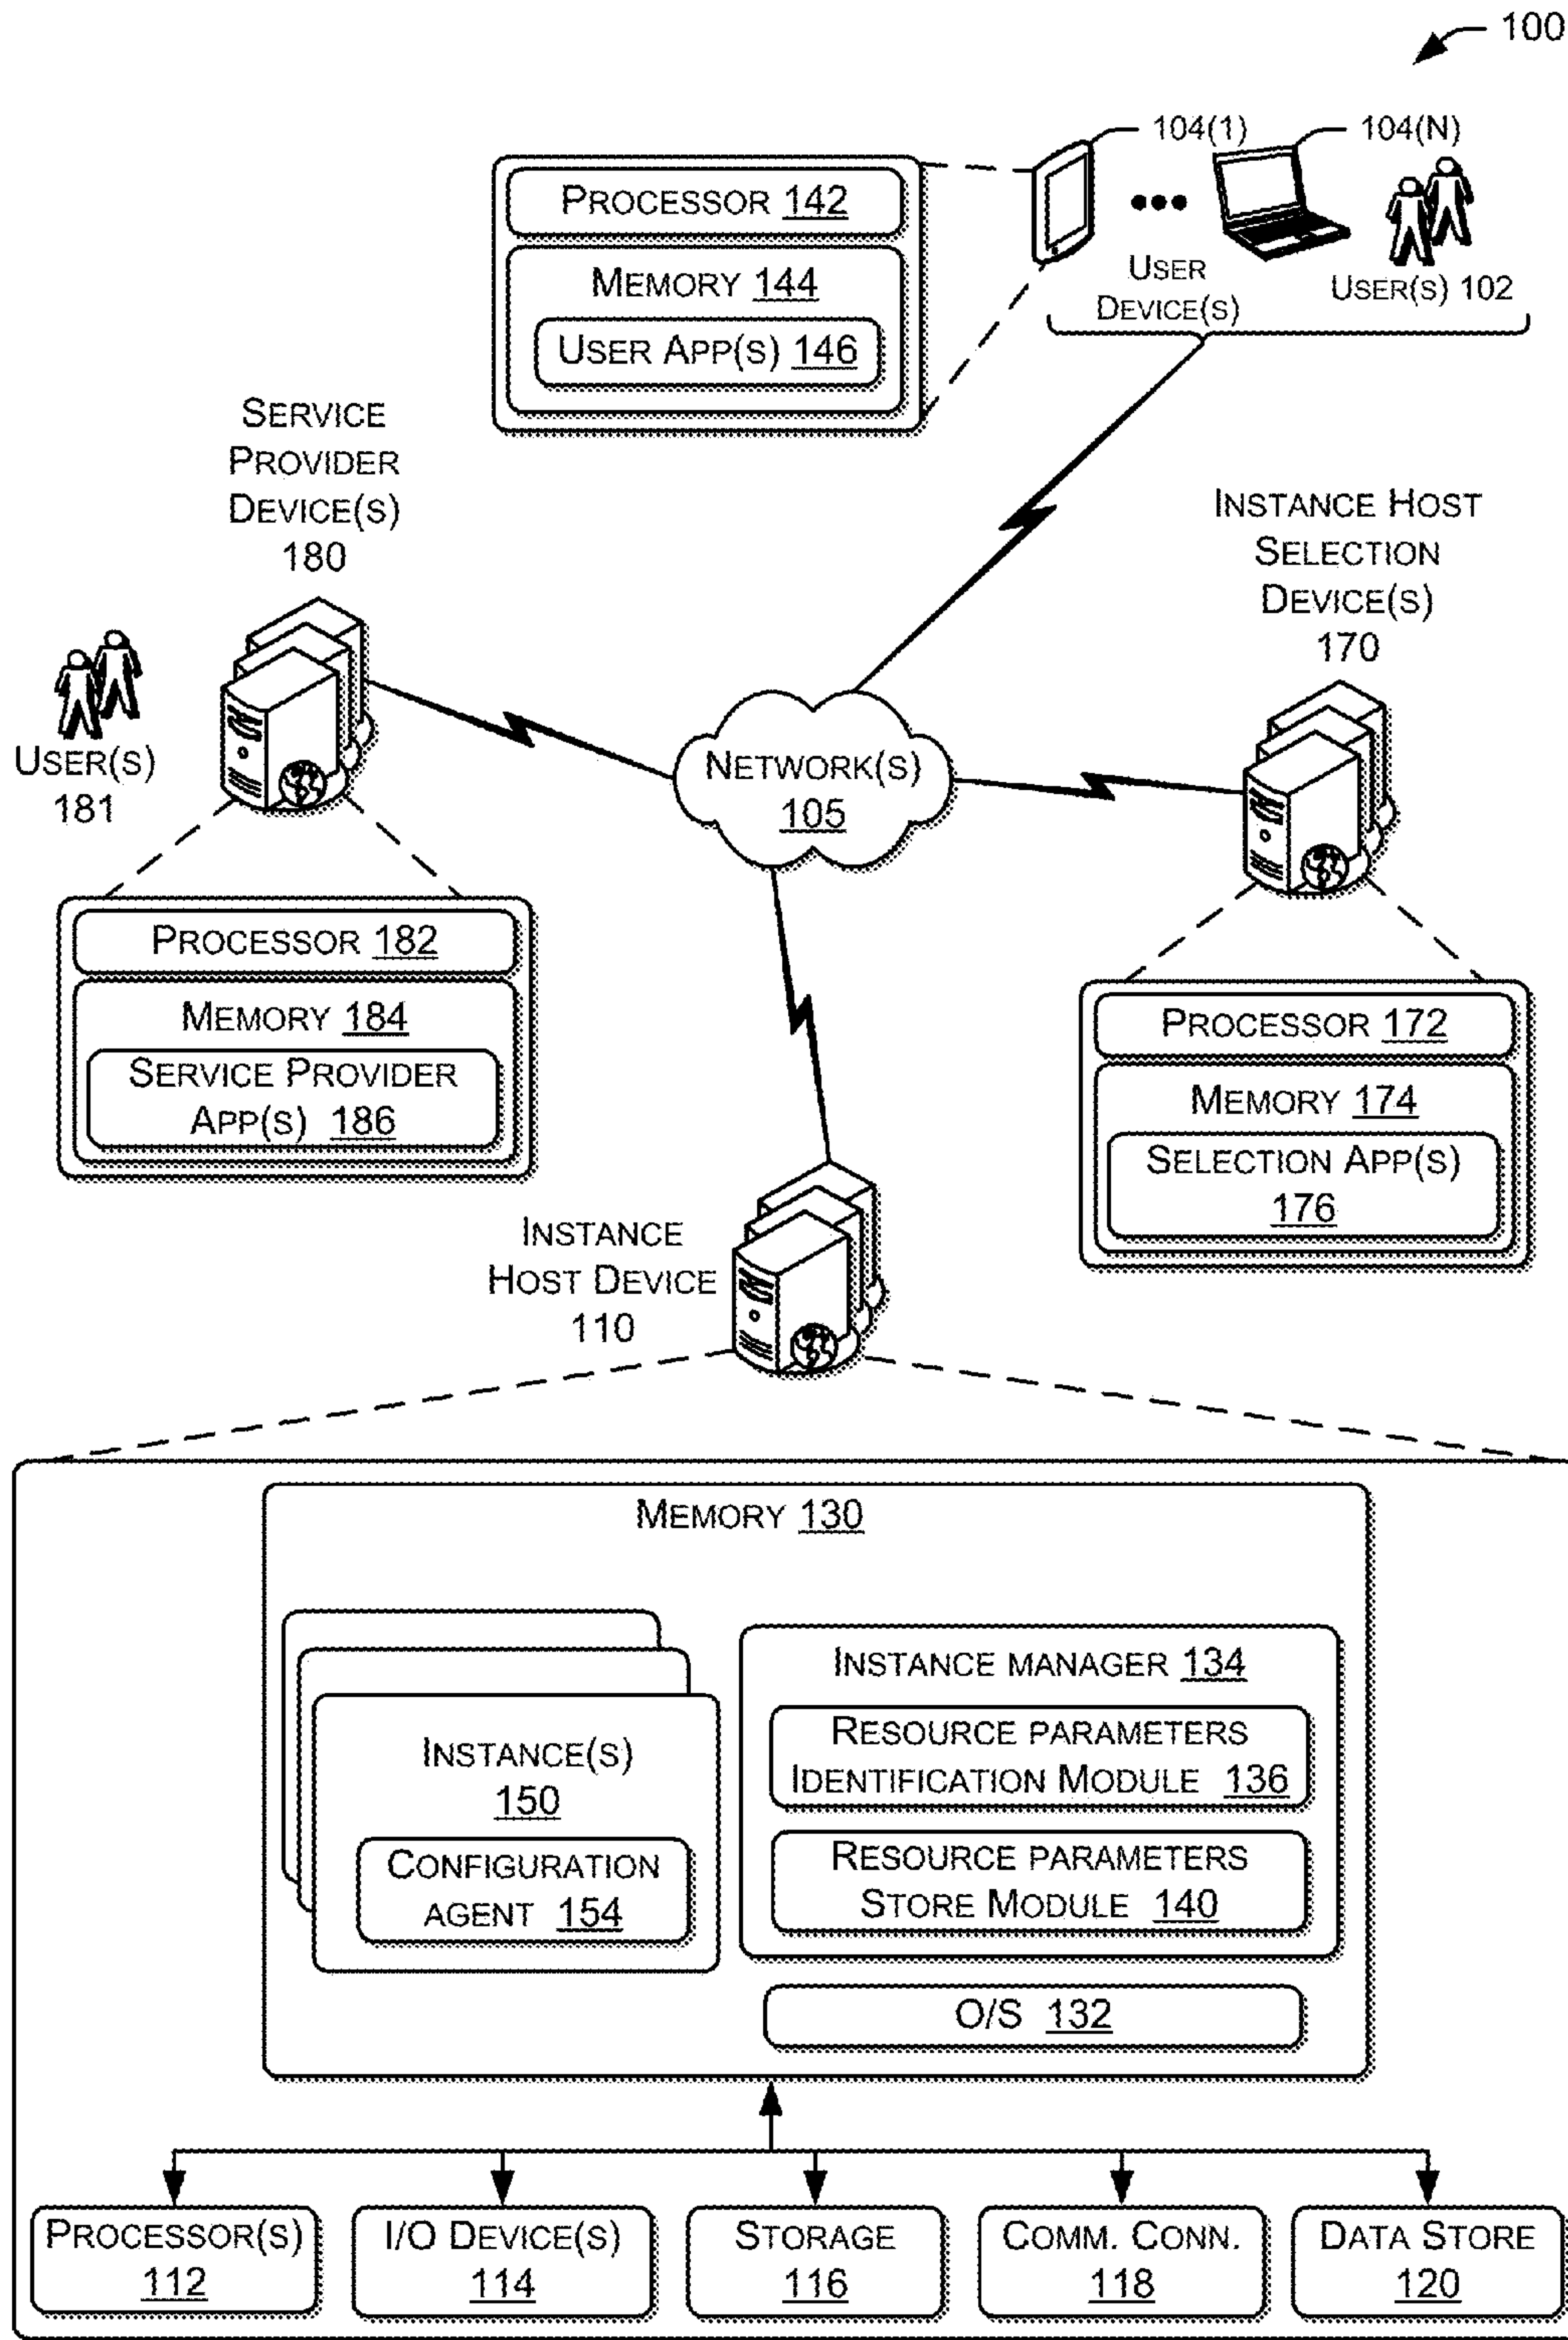 100
104(1)
104(N)
PROCESSOR 142
MEMORY 144
USER APP(S) 146
USER
DEVICE(S)
USER(S) 102
SERVICE
PROVIDER
DEVICE(S)
180
INSTANCE HOST
SELECTION
DEVICE(S)
170
USER(S)
181
NETWORK(S)
105
PROCESSOR 182
MEMORY 184
SERVICE PROVIDER
APP(S) 186
PROCESSOR 172
MEMORY 174
SELECTION APP(S)
176
INSTANCE
HOST DEVICE
110
MEMORY 130
INSTANCE(S)
150
CONFIGURATION
AGENT 154
INSTANCE MANAGER 134
RESOURCE PARAMETERS
IDENTIFICATION MODULE 136
RESOURCE PARAMETERS
STORE MODULE 140
O/S 132
PROCESSOR(S)
112
I/O DEVICE(S)
114
STORAGE
116
COMM. CONN.
118
DATA STORE
120